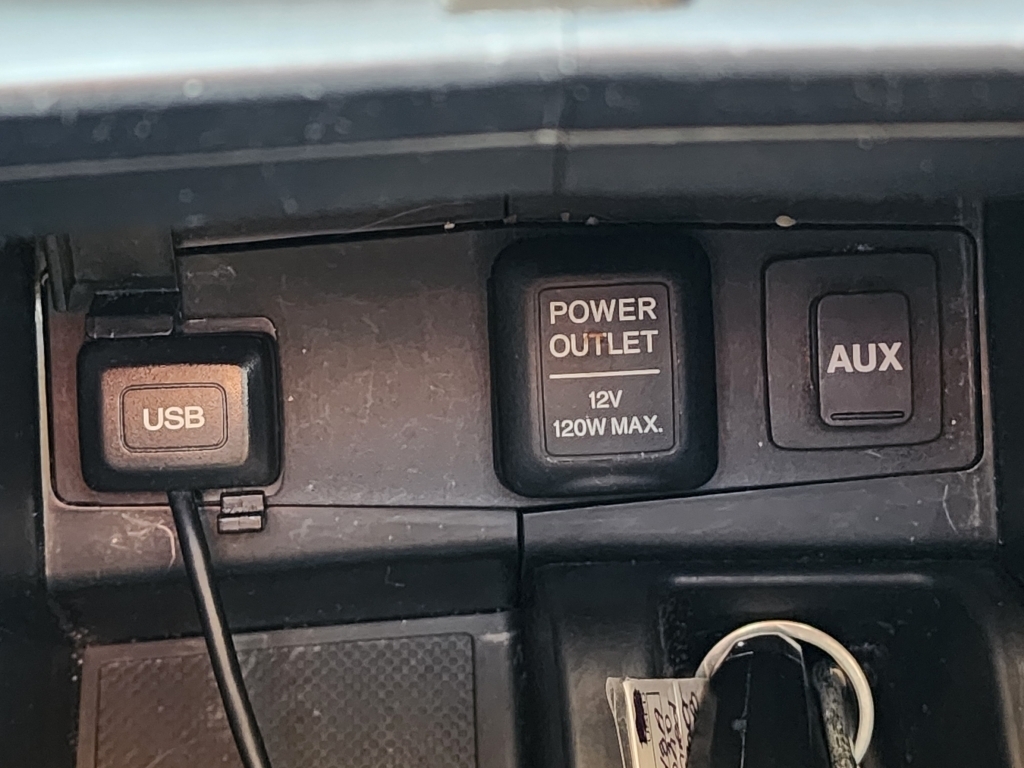 USB
POWER
OUTLET
12V
120W MAX.
AUX